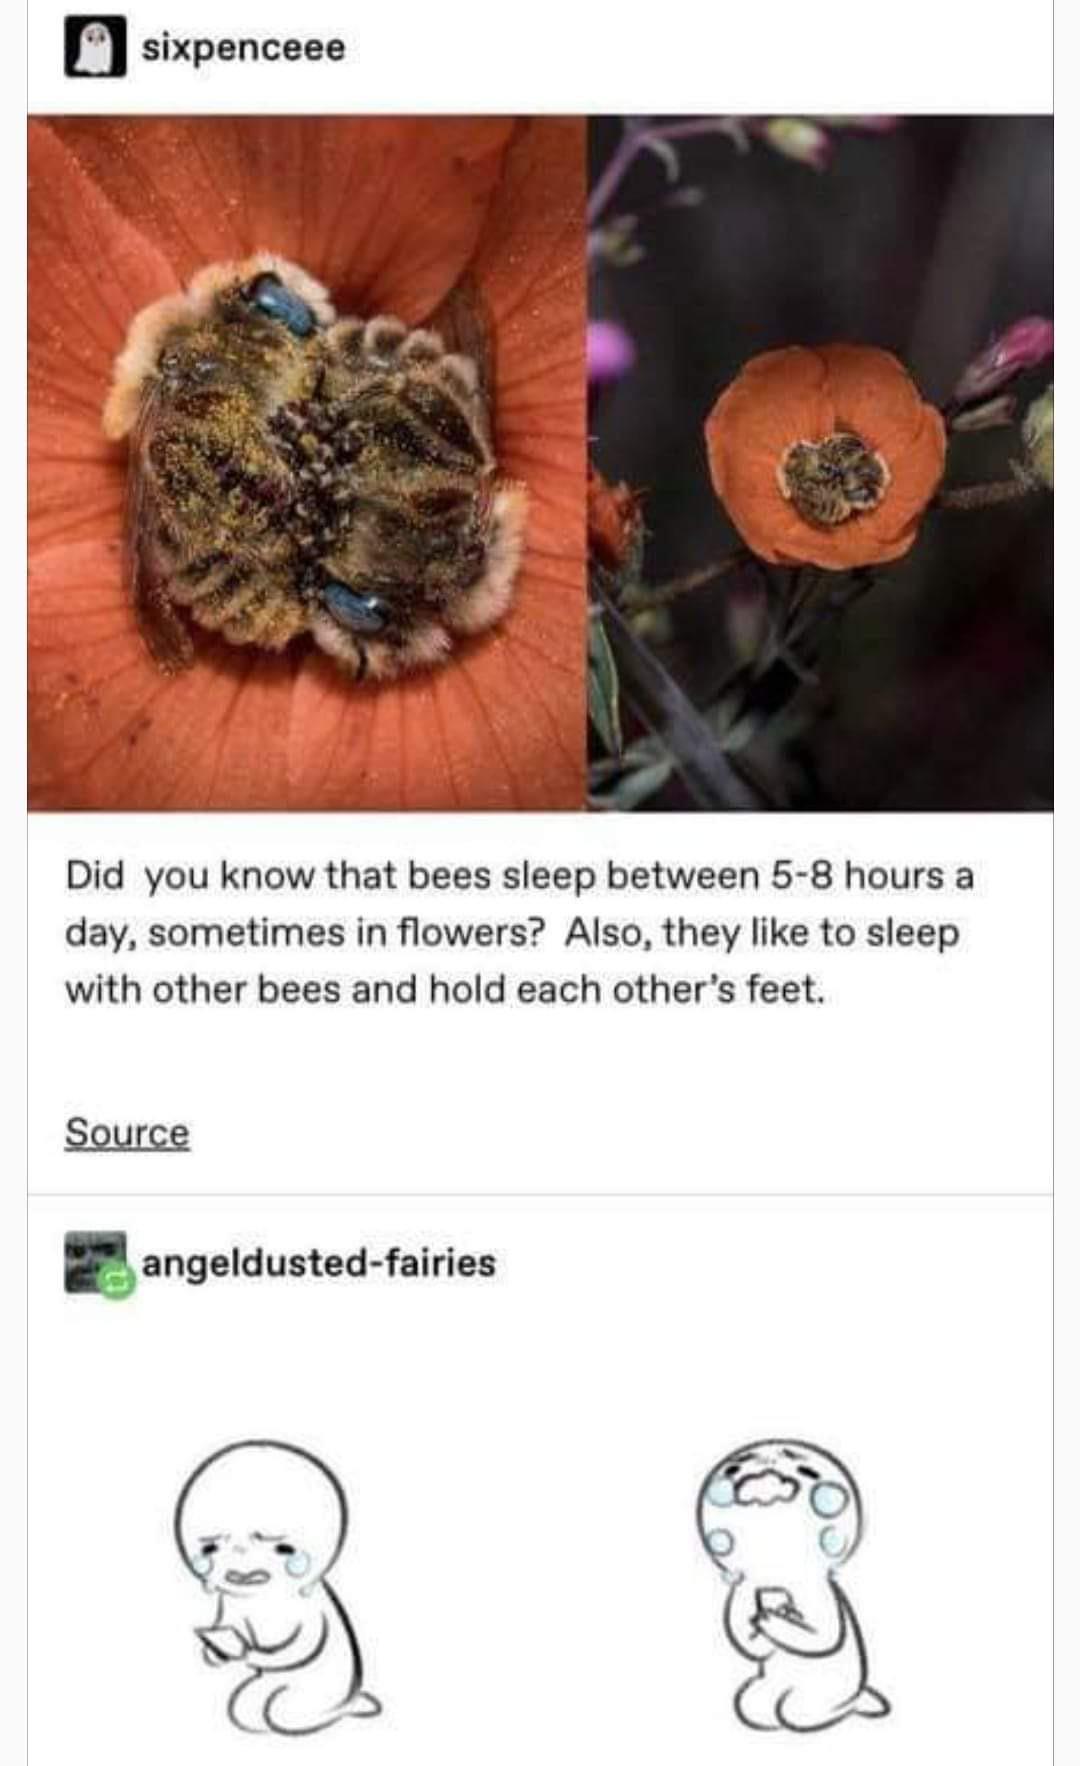 sixpenceee
Did you know that bees sleep between 5-8 hours a
day, sometimes in flowers? Also, they like to sleep
with other bees and hold each other's feet.
Source
angeldusted-fairies